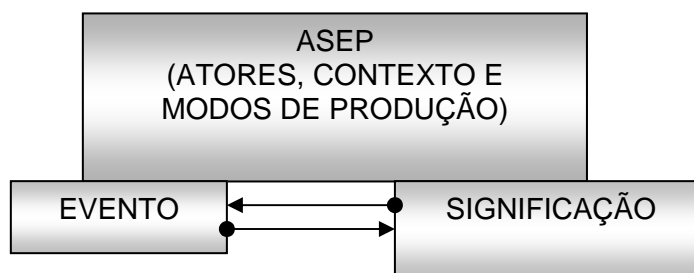 ASEP
(ATORES, CONTEXTO E
MODOS DE PRODUÇÃO)
EVENTO
SIGNIFICAÇÃO